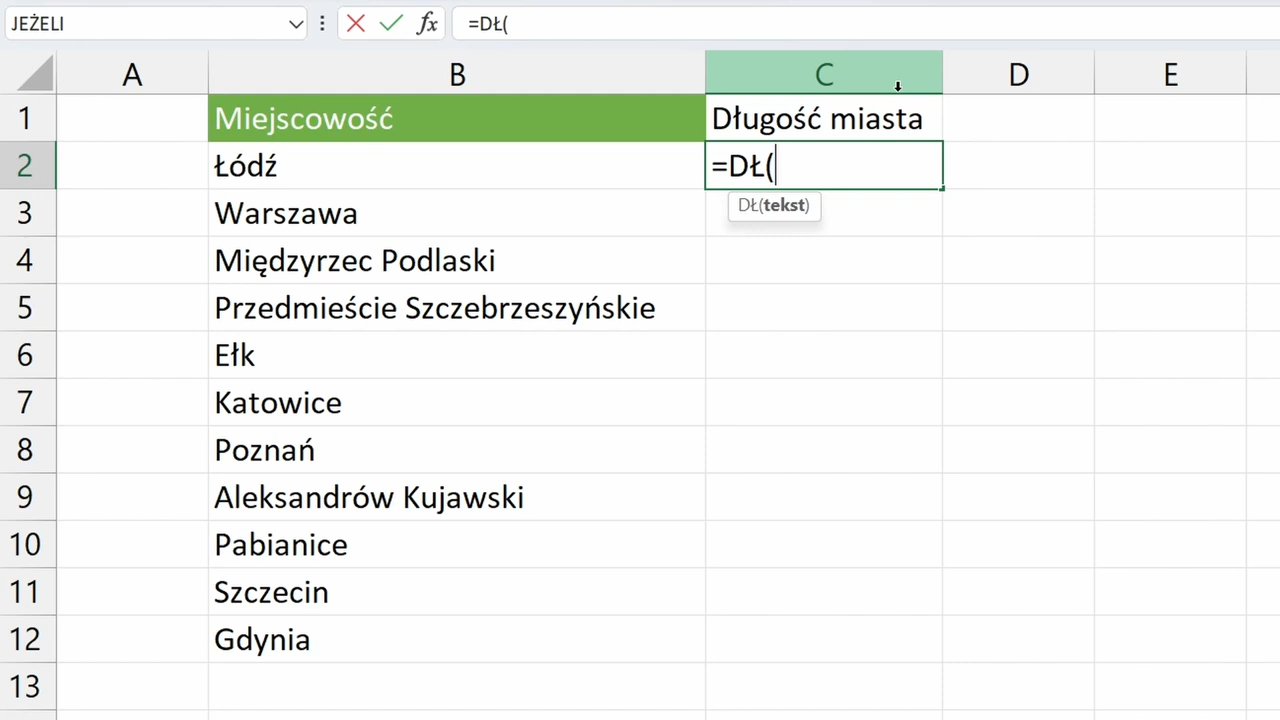 JEŻELI fx =DŁ(
A B C D E
1 Miejscowość Długość miasta
2 Łódź =DŁ(
DŁ(tekst)
3 Warszawa
4 Międzyrzec Podlaski
5 Przedmieście Szczebrzeszyńskie
6 Ełk
7 Katowice
8 Poznań
9 Aleksandrów Kujawski
10 Pabianice
11 Szczecin
12 Gdynia
13